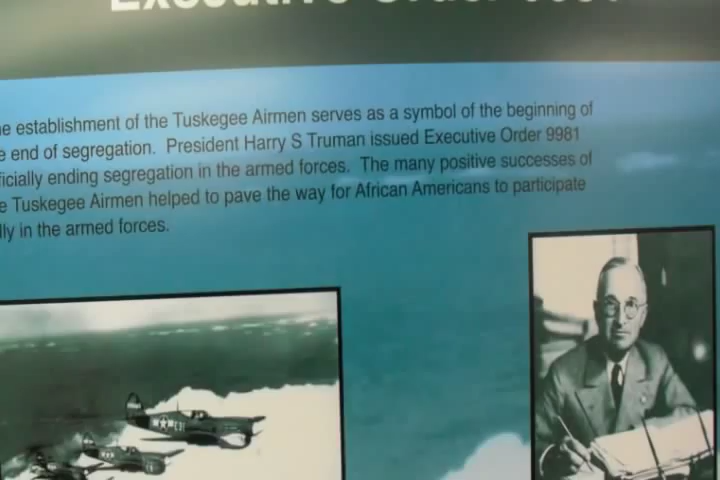 Executive Order
e establishment of the Tuskegee Airmen serves as a symbol of the beginning of
e end of segregation. President Harry S Truman issued Executive Order 9981
ficially ending segregation in the armed forces. The many positive successes of
e Tuskegee Airmen helped to pave the way for African Americans to participate
lly in the armed forces.